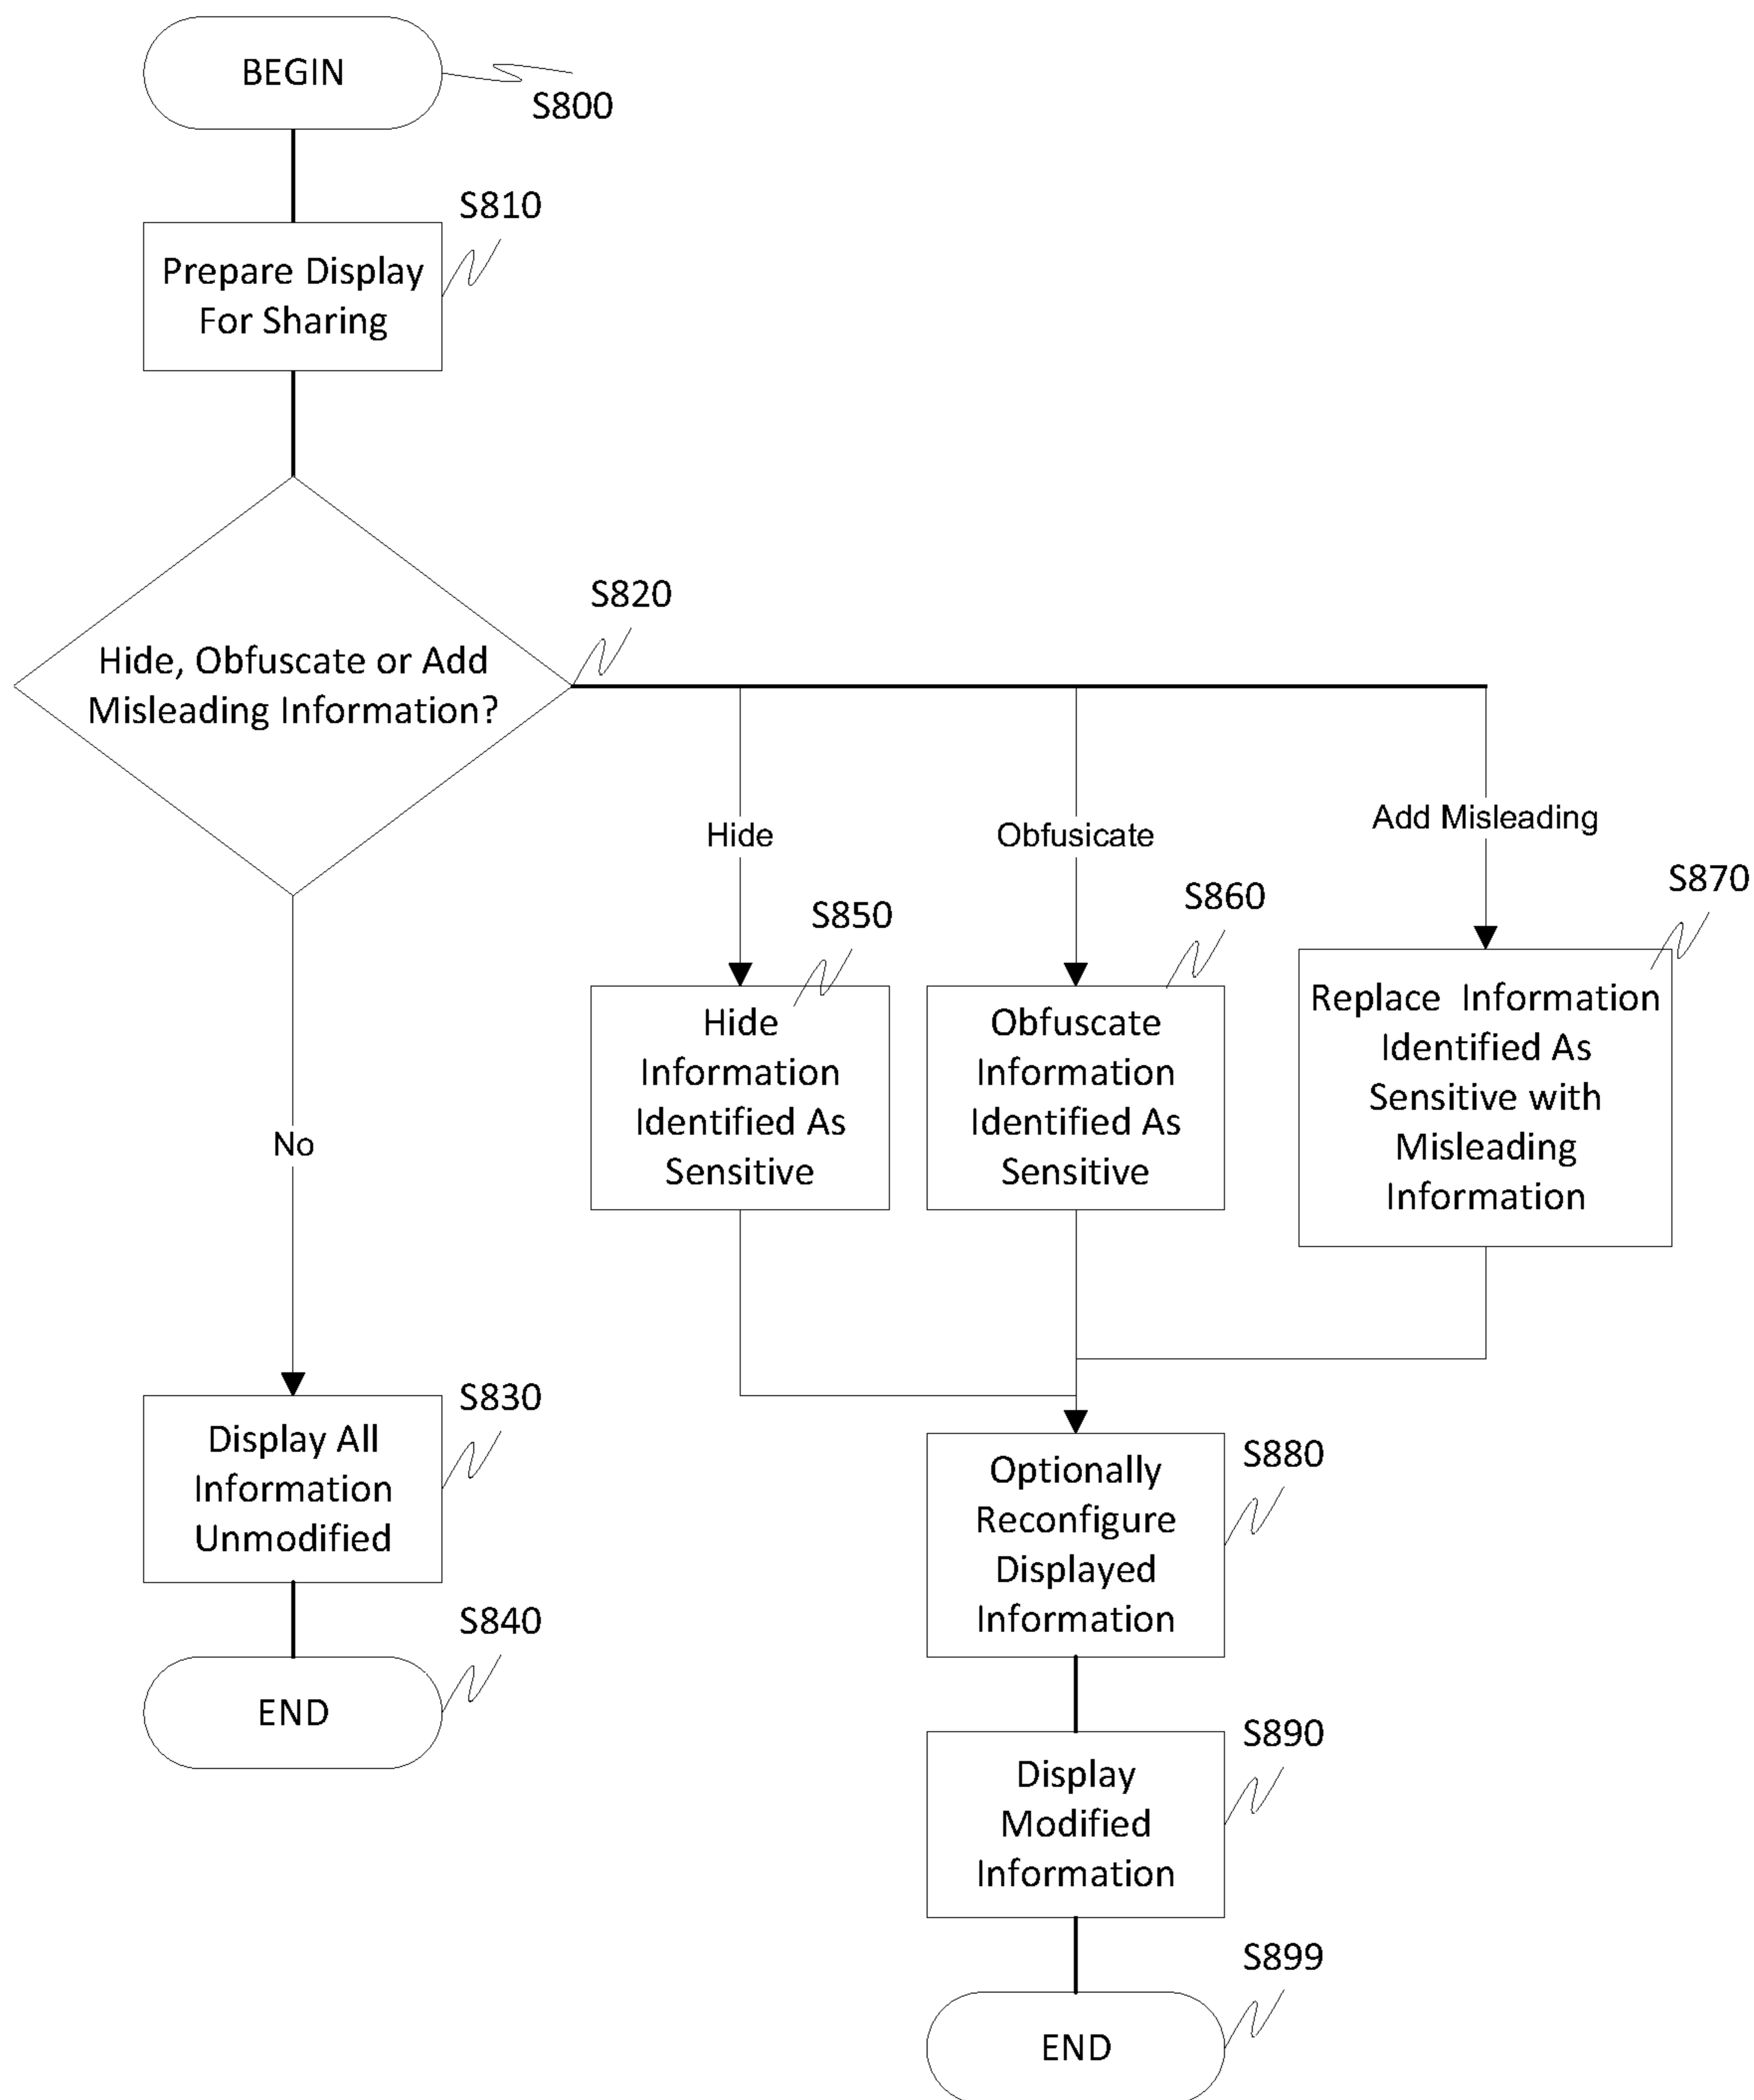 BEGIN
S800
S810
Prepare Display
For Sharing
S820
Hide, Obfuscate or Add
Misleading Information?
Hide
Obfusicate
Add Misleading
S850
S860
S870
Hide
Information
Identified As
Sensitive
Obfuscate
Information
Identified As
Sensitive
Replace Information
Identified As
Sensitive with
Misleading
Information
No
S830
Display All
Information
Unmodified
S840
END
S880
Optionally
Reconfigure
Displayed
Information
S890
Display
Modified
Information
S899
END